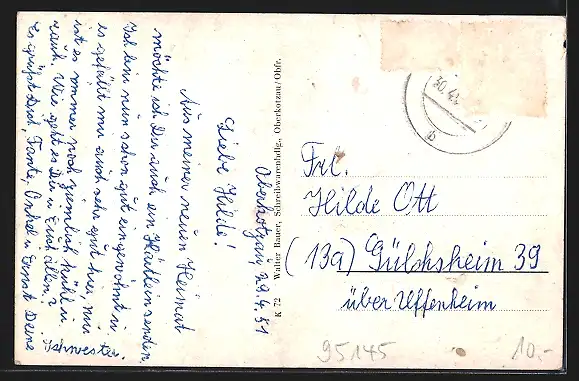 Oberkotzau, 29.4.51
Liebe Hilde!
Aus meiner neuen Heimat
möchte ich Dir auch ein Kärtlein senden.
Ich bin nun schon gut eingewöhnt u.
es gefällt mir auch sehr gut hier, nur
ist es immer noch ziemlich kühl u.
rauh. Wie geht es Dir u. Euch allen?
Es grüßt Dich, Tante, Onkel u. Ernst Deine
Schwester.
K 72 Walter Bauer, Schreibwarenhdlg., Oberkotzau/Obfr.
30.4.
b
Frl.
Hilde Ott
(13a) Gülchsheim 39
über Uffenheim
95145
10,-